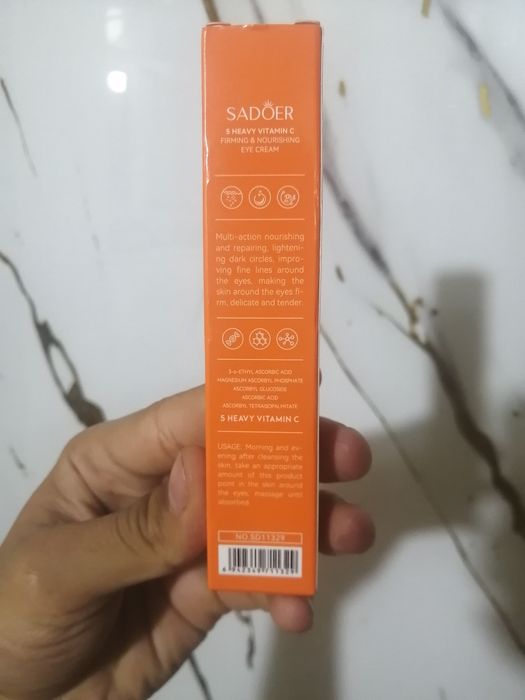 SADOER
5 HEAVY VITAMIN C
FIRMING & NOURISHING
EYE CREAM
Multi-action nourishing
and repairing, lighteni-
ng dark circles, impro-
ving fine lines around
the eyes, making the
skin around the eyes fi-
rm, delicate and tender.
3-o-ETHYL ASCORBIC ACID
MAGNESIUM ASCORBYL PHOSPHATE
ASCORBYL GLUCOSIDE
ASCORBIC ACID
ASCORBYL TETRAISOPALMITATE
5 HEAVY VITAMIN C
USAGE: Morning and ev-
ening after cleansing the
skin, take an appropriate
amount of this product
point in the skin around
the eyes, massage until
absorbed.
NO.SD11329
6 942349 711309